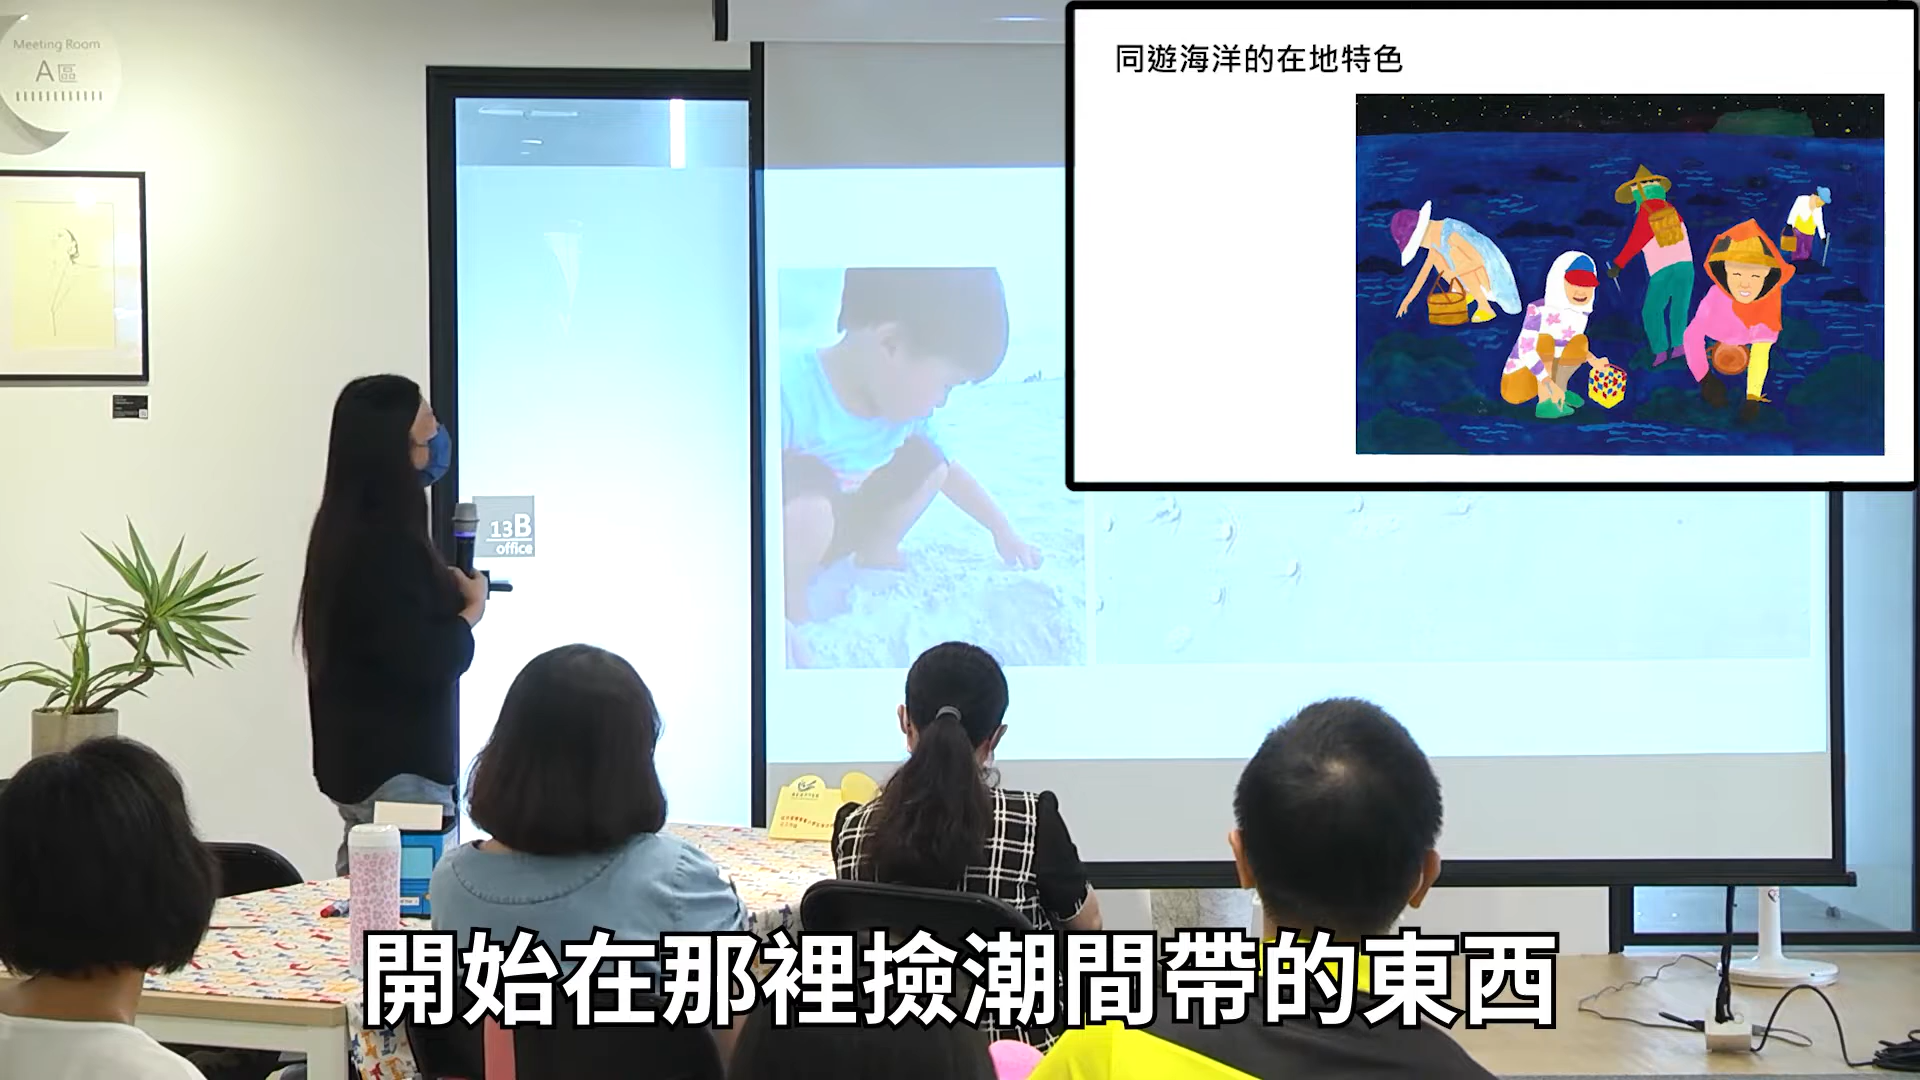 Meeting Room
A區
同遊海洋的在地特色
13B
office
開始在那裡撿潮間帶的東西